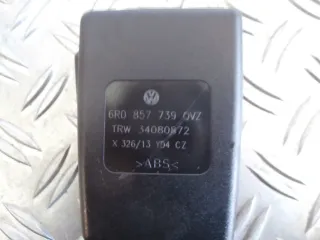 6R0 857 739 QVZ
TRW 34080872
X 326/13 Y04 CZ
>ABS<